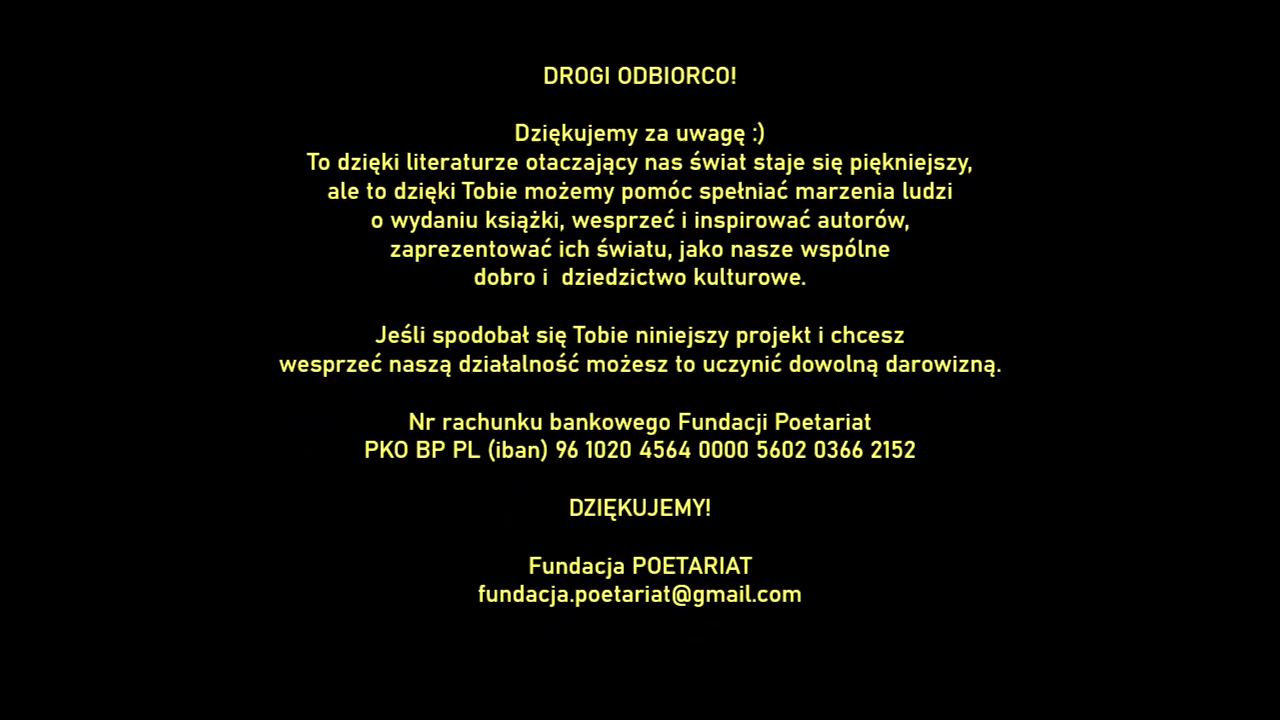 DROGI ODBIORCO!
Dziękujemy za uwagę :)
To dzięki literaturze otaczający nas świat staje się piękniejszy,
ale to dzięki Tobie możemy pomóc spełniać marzenia ludzi
o wydaniu książki, wesprzeć i inspirować autorów,
zaprezentować ich światu, jako nasze wspólne
dobro i  dziedzictwo kulturowe.
Jeśli spodobał się Tobie niniejszy projekt i chcesz
wesprzeć naszą działalność możesz to uczynić dowolną darowizną.
Nr rachunku bankowego Fundacji Poetariat
PKO BP PL (iban) 96 1020 4564 0000 5602 0366 2152
DZIĘKUJEMY!
Fundacja POETARIAT
fundacja.poetariat@gmail.com